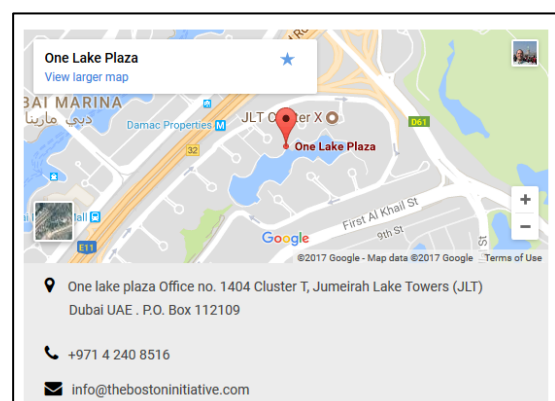 One Lake Plaza
View larger map
BAI MARINA
دبي مارينا
Damac Properties
JLT Cluster X
One Lake Plaza
D61
32
Mall
E11
First Al Khail St
9th St
St
Google
+
−
©2017 Google - Map data ©2017 Google Terms of Use
One lake plaza Office no. 1404 Cluster T, Jumeirah Lake Towers (JLT)
Dubai UAE . P.O. Box 112109
+971 4 240 8516
info@thebostoninitiative.com